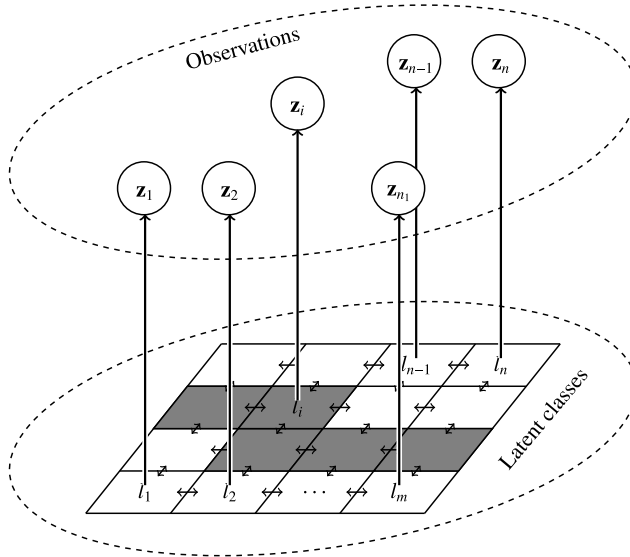 Observations
z_{n−1} z_n
z_i
z_1 z_2 z_{n_1}
l_{n−1} l_n
l_i
Latent classes
l_1 l_2 ... l_m